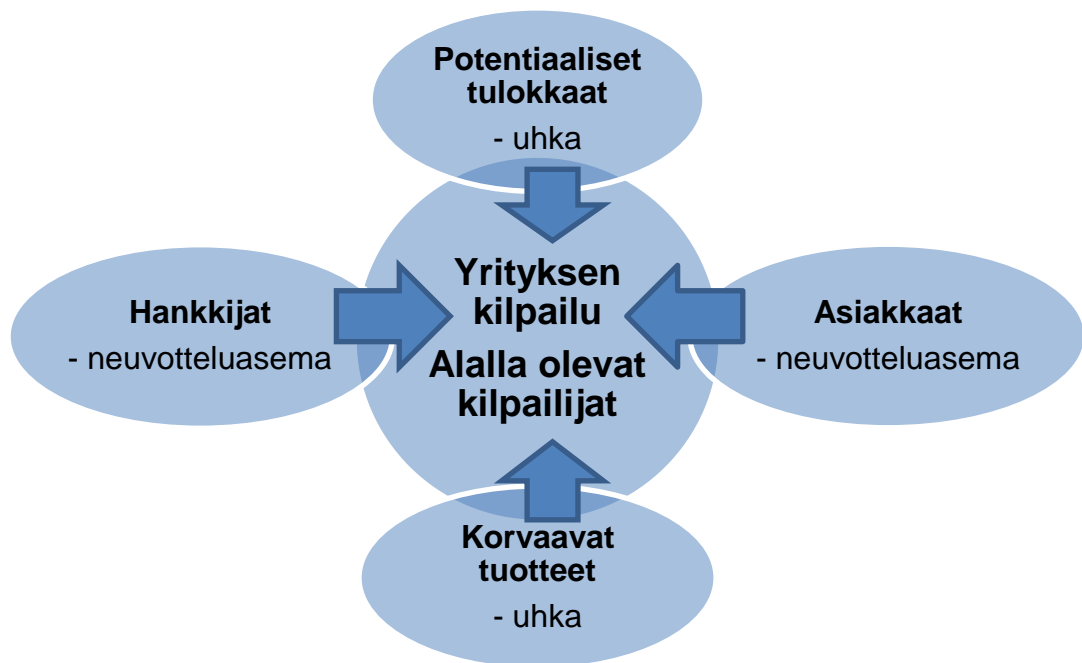 Potentiaaliset
tulokkaat
- uhka
Hankkijat
- neuvotteluasema
Yrityksen
kilpailu
Alalla olevat
kilpailijat
Asiakkaat
- neuvotteluasema
Korvaavat
tuotteet
- uhka